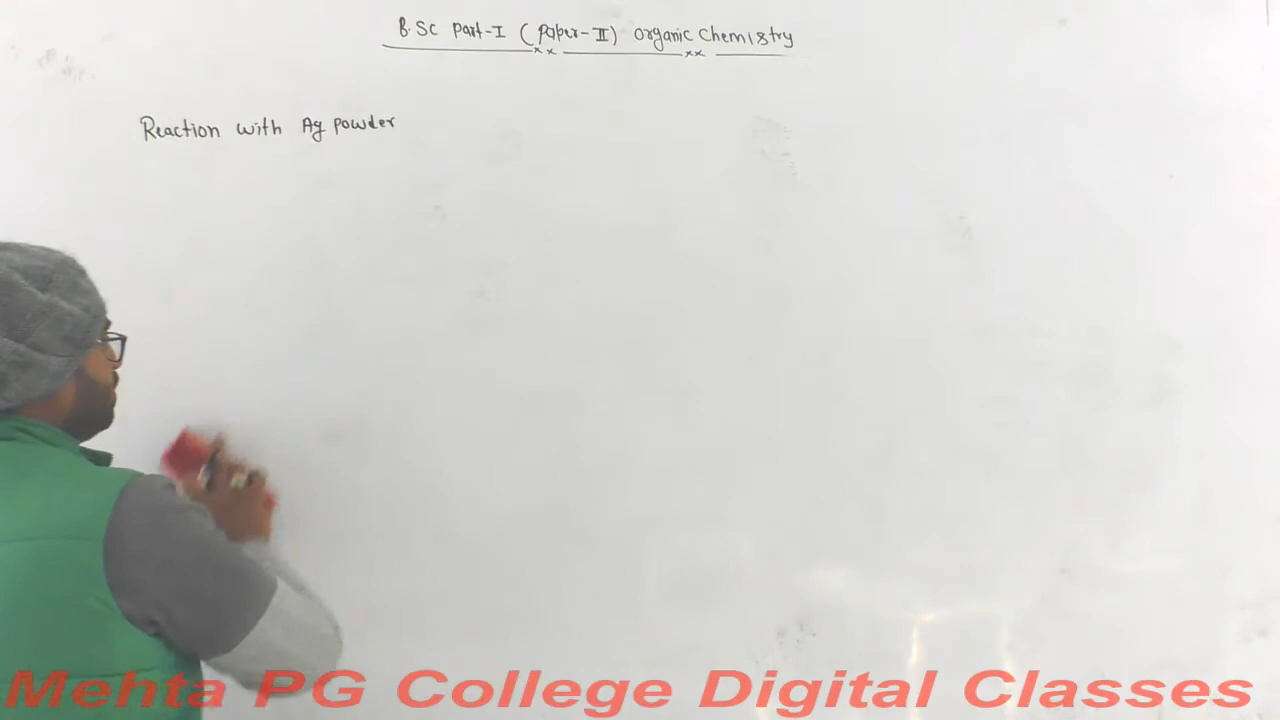 B.Sc Part-I (Paper-II) Organic Chemistry
Reaction with Ag powder
Mehta PG College Digital Classes